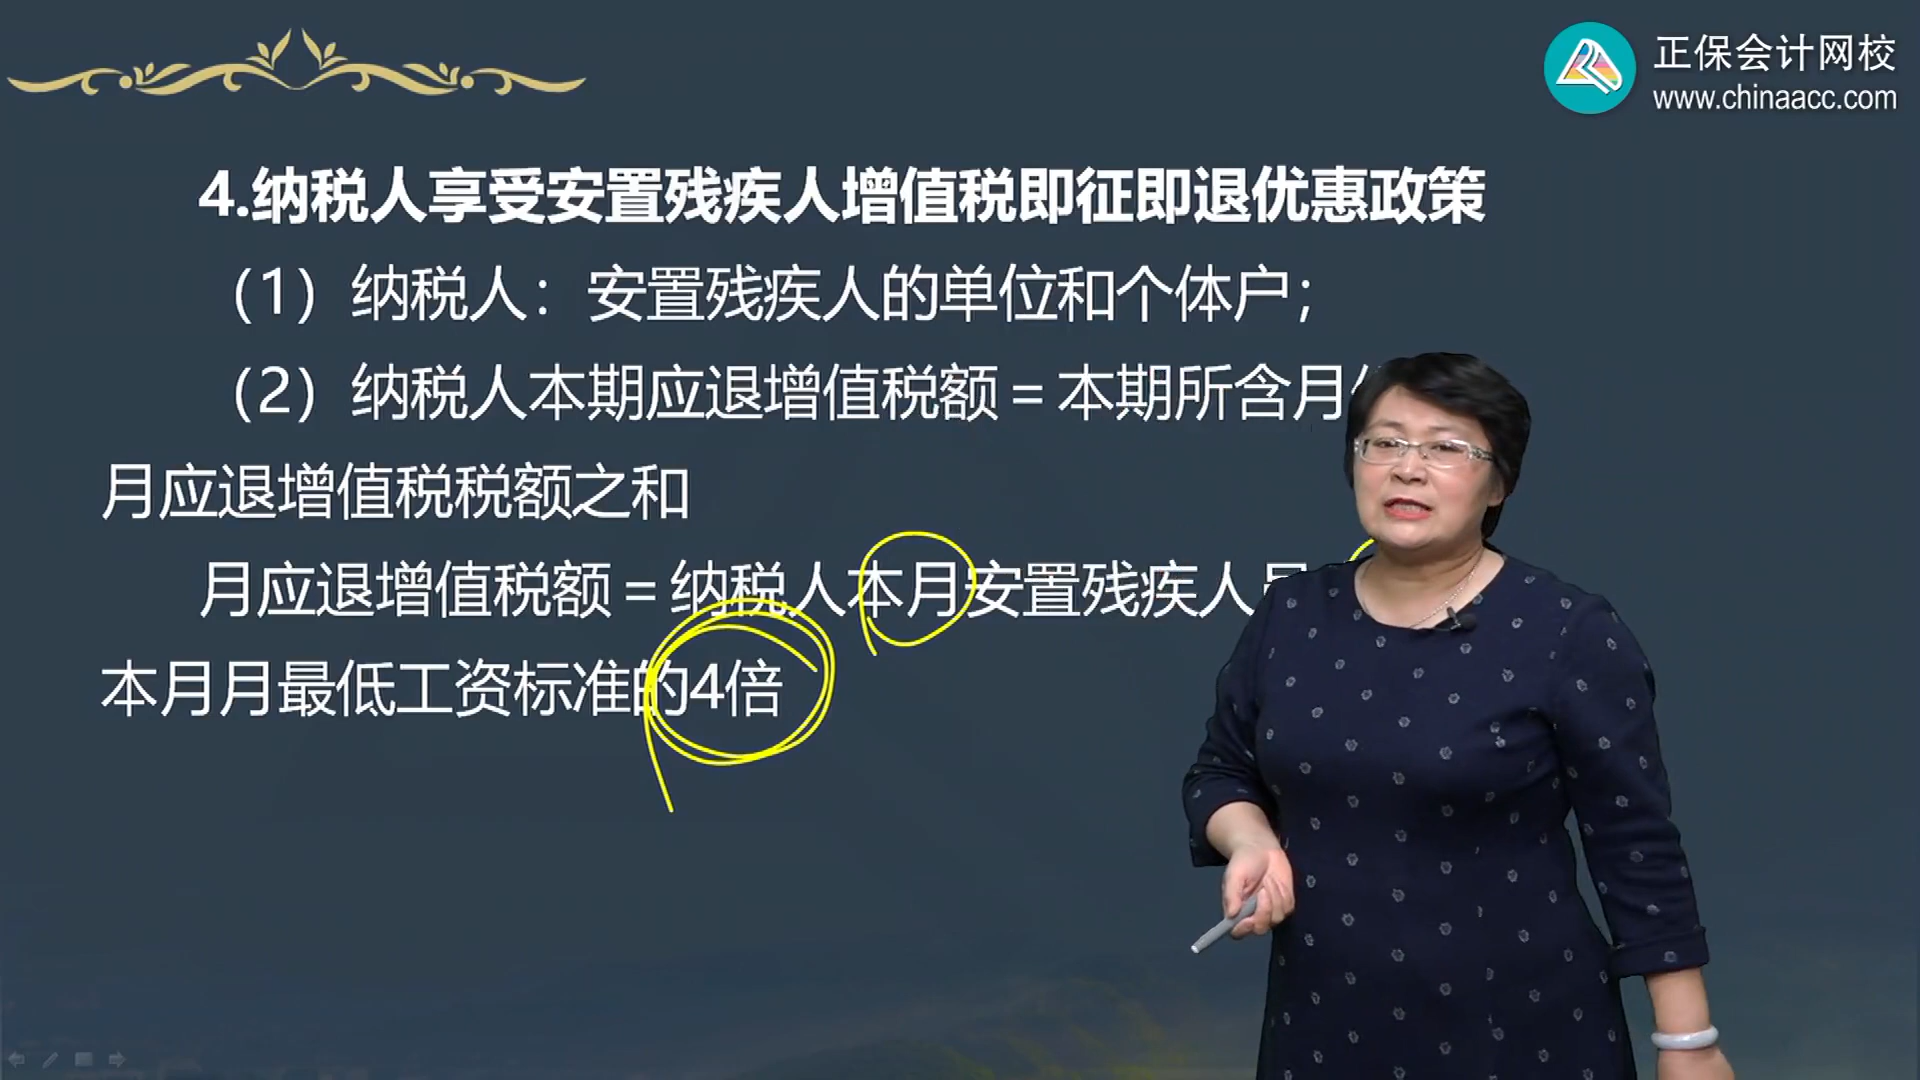 正保会计网校
www.chinaacc.com
4.纳税人享受安置残疾人增值税即征即退优惠政策
（1）纳税人：安置残疾人的单位和个体户；
（2）纳税人本期应退增值税额＝本期所含月
月应退增值税税额之和
月应退增值税额＝纳税人本月安置残疾人
本月月最低工资标准的4倍